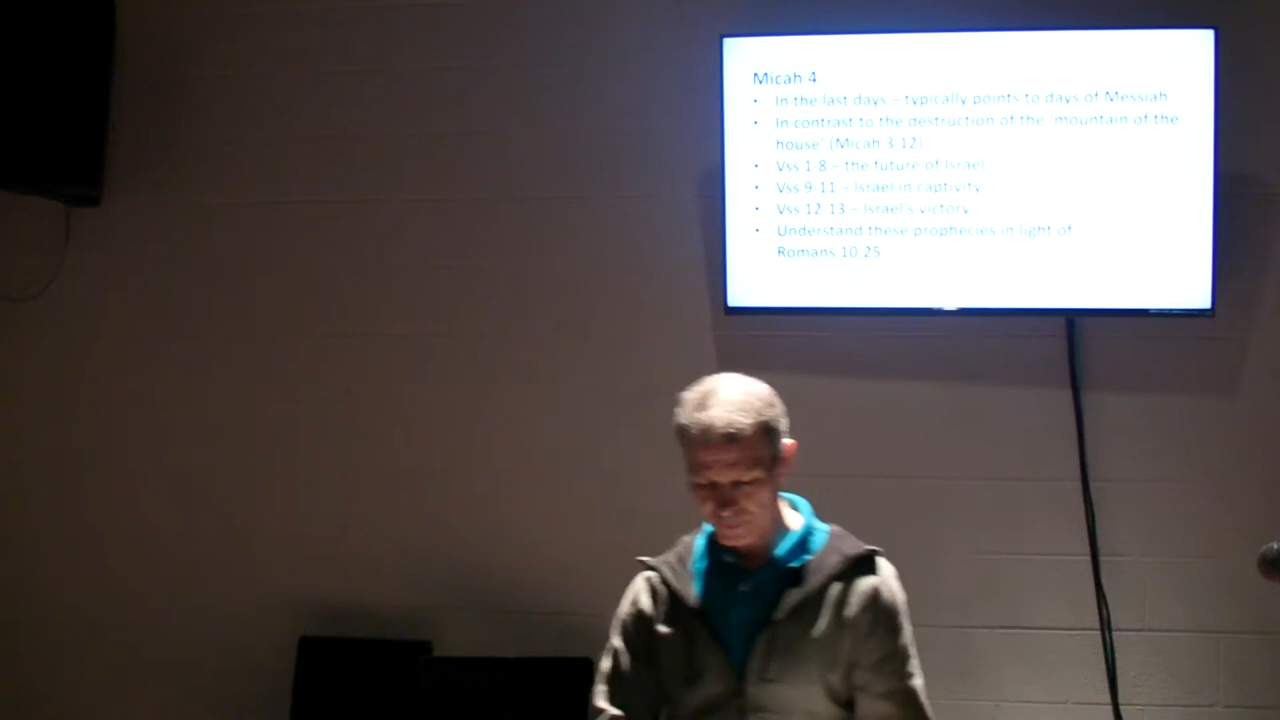 Micah 4
• In the last days – typically points to days of Messiah
• In contrast to the destruction of the 'mountain of the
house' (Micah 3:12)
• Vss 1-8 – the future of Israel
• Vss 9-11 – Israel in captivity
• Vss 12-13 – Israel's victory
• Understand these prophecies in light of
Romans 10:25